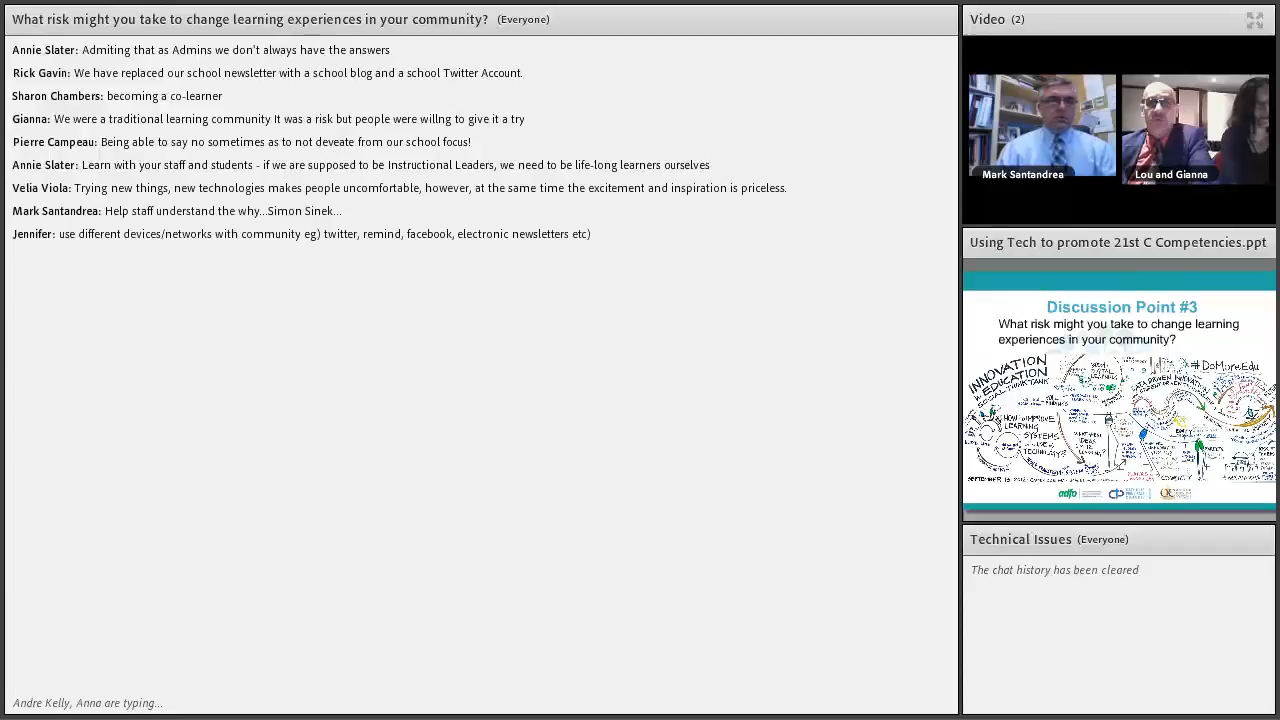 What risk might you take to change learning experiences in your community? (Everyone)
Annie Slater: Admiting that as Admins we don't always have the answers
Rick Gavin: We have replaced our school newsletter with a school blog and a school Twitter Account.
Sharon Chambers: becoming a co-learner
Gianna: We were a traditional learning community It was a risk but people were willng to give it a try
Pierre Campeau: Being able to say no sometimes as to not deveate from our school focus!
Annie Slater: Learn with your staff and students - if we are supposed to be Instructional Leaders, we need to be life-long learners ourselves
Velia Viola: Trying new things, new technologies makes people uncomfortable, however, at the same time the excitement and inspiration is priceless.
Mark Santandrea: Help staff understand the why...Simon Sinek...
Jennifer: use different devices/networks with community eg) twitter, remind, facebook, electronic newsletters etc)
Andre Kelly, Anna are typing...
Video (2)
Mark Santandrea
Lou and Gianna
Using Tech to promote 21st C Competencies.ppt
Discussion Point #3
What risk might you take to change learning
experiences in your community?
INNOVATION
EDUCATION
#DoMoreEdu
HOW IMPROVE
LEARNING
SYSTEMS
TECHNOLOGY?
adfo
Technical Issues (Everyone)
The chat history has been cleared